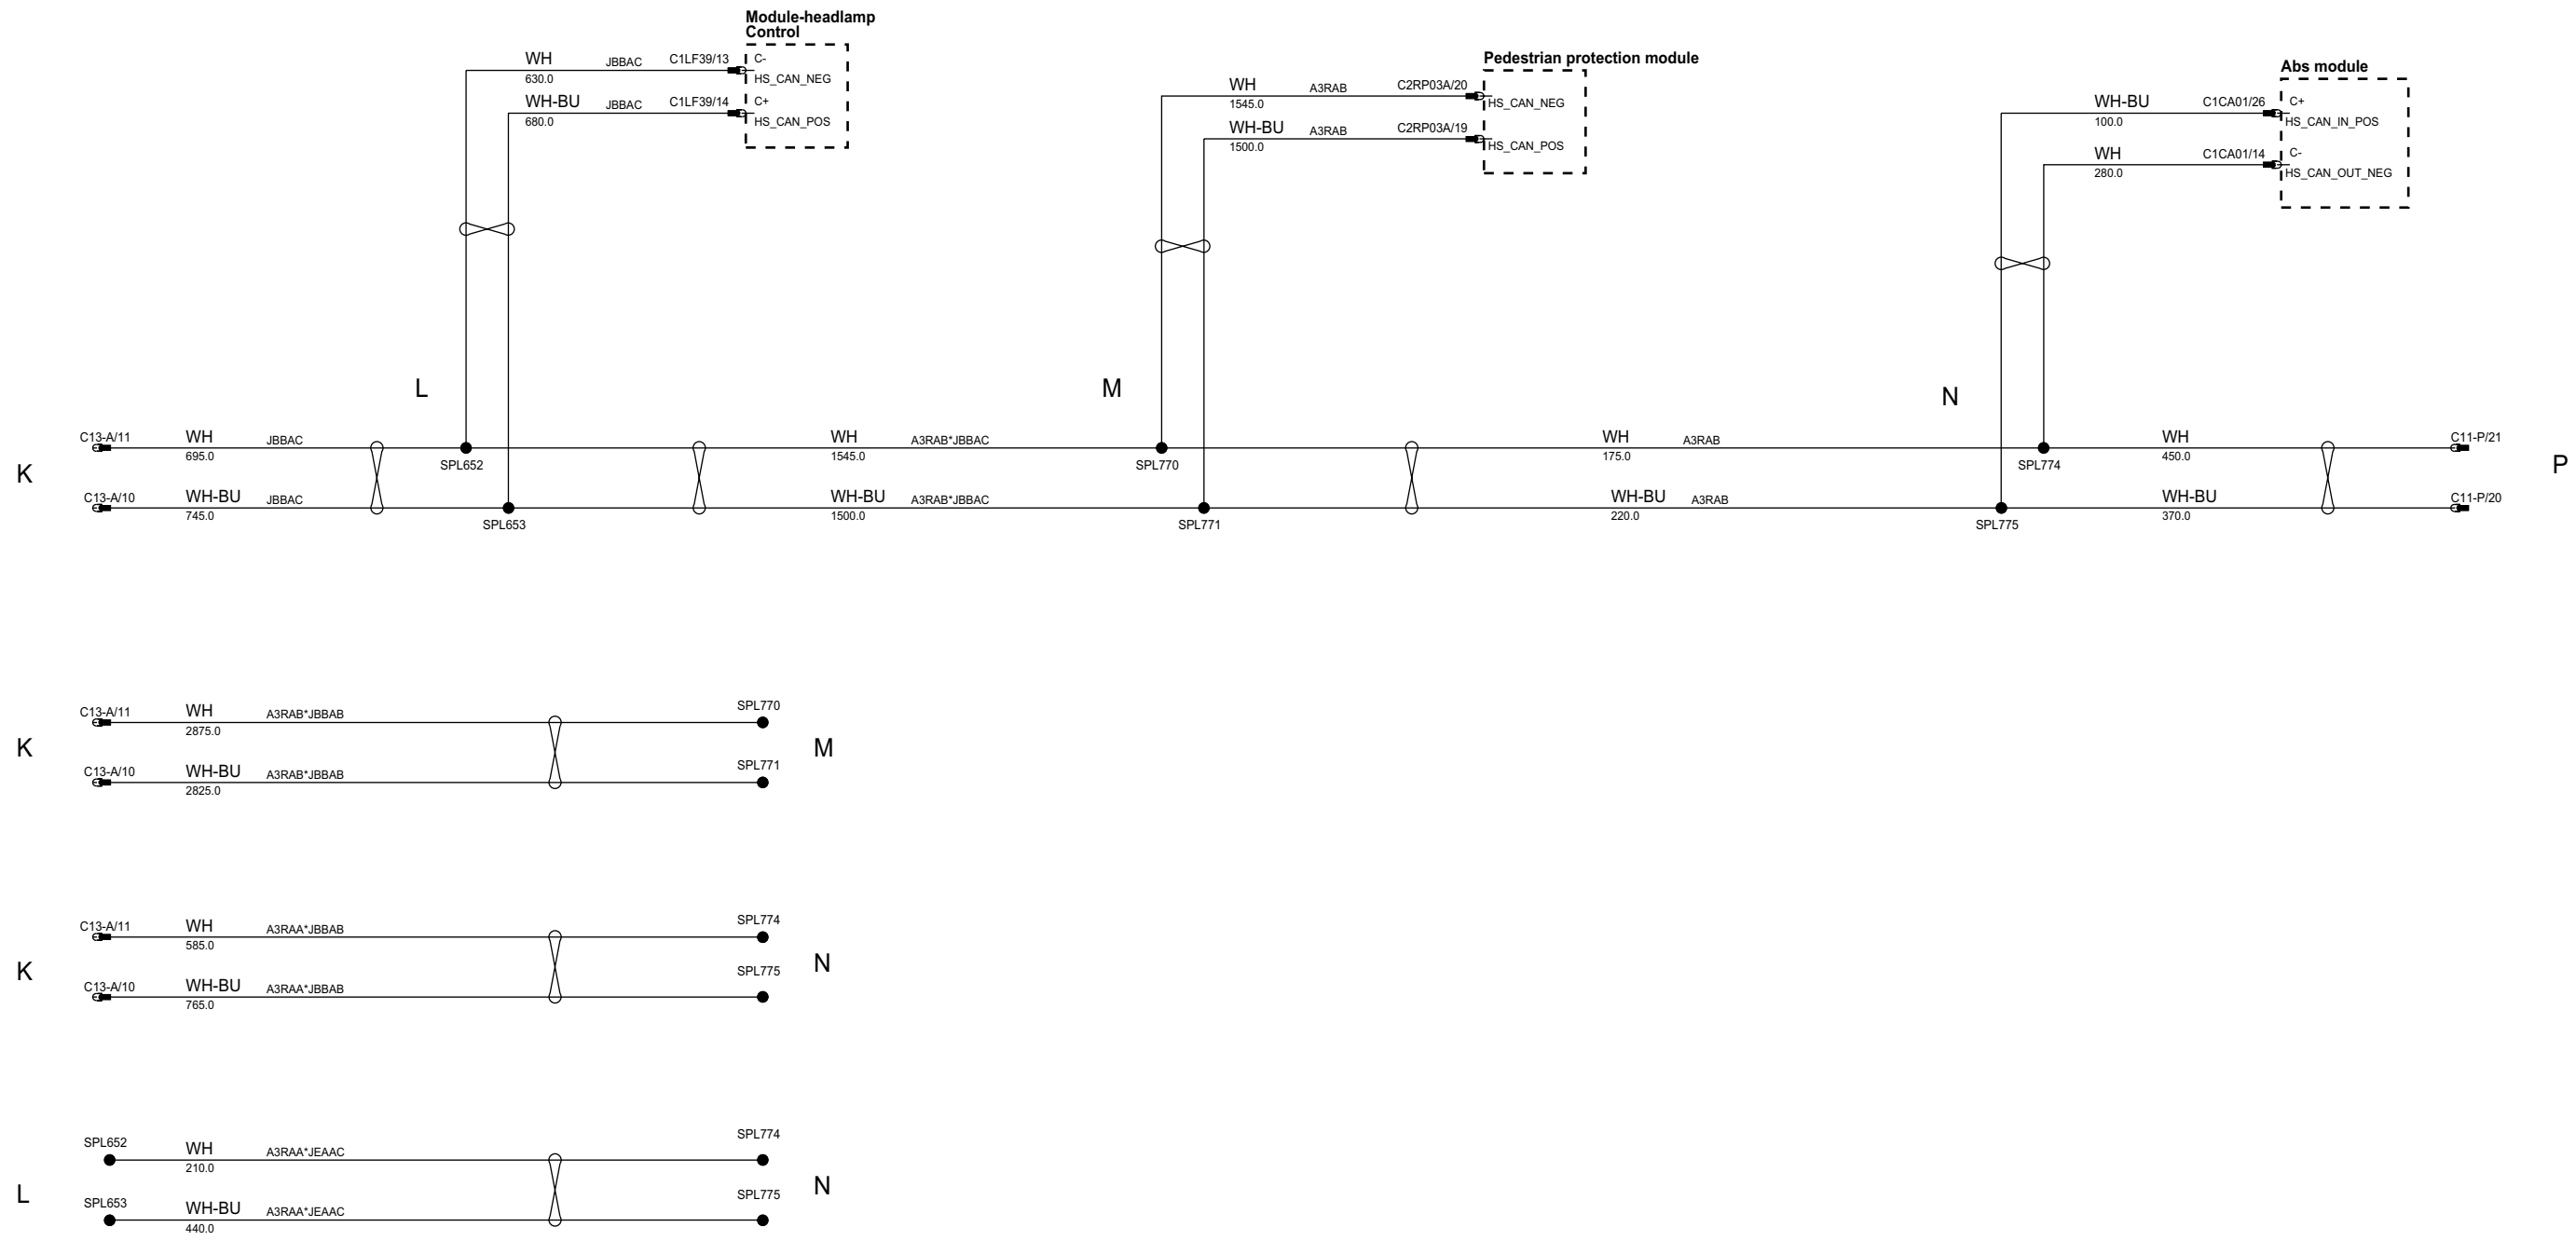 Module-headlamp
Control
WH
630.0
JBBAC
C1LF39/13
C-
HS_CAN_NEG
WH-BU
680.0
JBBAC
C1LF39/14
C+
HS_CAN_POS
Pedestrian protection module
WH
1545.0
A3RAB
C2RP03A/20
HS_CAN_NEG
WH-BU
1500.0
A3RAB
C2RP03A/19
HS_CAN_POS
Abs module
WH-BU
100.0
C1CA01/26
C+
HS_CAN_IN_POS
WH
280.0
C1CA01/14
C-
HS_CAN_OUT_NEG
L
M
N
K
C13-A/11
WH
695.0
JBBAC
SPL652
WH
1545.0
A3RAB*JBBAC
SPL770
WH
175.0
A3RAB
SPL774
WH
450.0
C11-P/21
P
C13-A/10
WH-BU
745.0
JBBAC
SPL653
WH-BU
1500.0
A3RAB*JBBAC
SPL771
WH-BU
220.0
A3RAB
SPL775
WH-BU
370.0
C11-P/20
K
C13-A/11
WH
2875.0
A3RAB*JBBAB
SPL770
M
C13-A/10
WH-BU
2825.0
A3RAB*JBBAB
SPL771
K
C13-A/11
WH
585.0
A3RAA*JBBAB
SPL774
N
C13-A/10
WH-BU
765.0
A3RAA*JBBAB
SPL775
L
SPL652
WH
210.0
A3RAA*JEAAC
SPL774
N
SPL653
WH-BU
440.0
A3RAA*JEAAC
SPL775